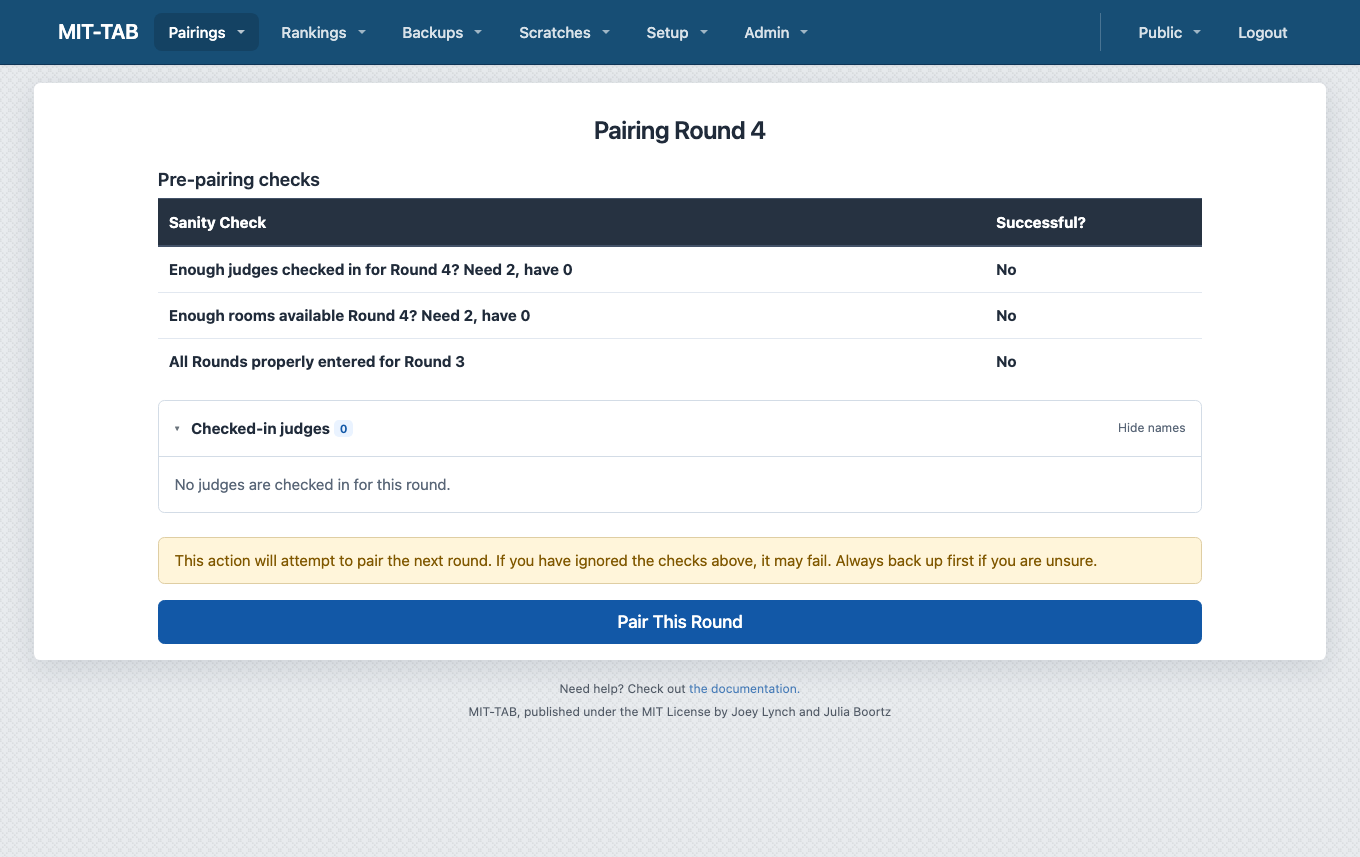 MIT-TAB Pairings Rankings Backups Scratches Setup Admin Public Logout
Pairing Round 4
Pre-pairing checks
Sanity Check Successful?
Enough judges checked in for Round 4? Need 2, have 0 No
Enough rooms available Round 4? Need 2, have 0 No
All Rounds properly entered for Round 3 No
Checked-in judges 0 Hide names
No judges are checked in for this round.
This action will attempt to pair the next round. If you have ignored the checks above, it may fail. Always back up first if you are unsure.
Pair This Round
Need help? Check out the documentation.
MIT-TAB, published under the MIT License by Joey Lynch and Julia Boortz